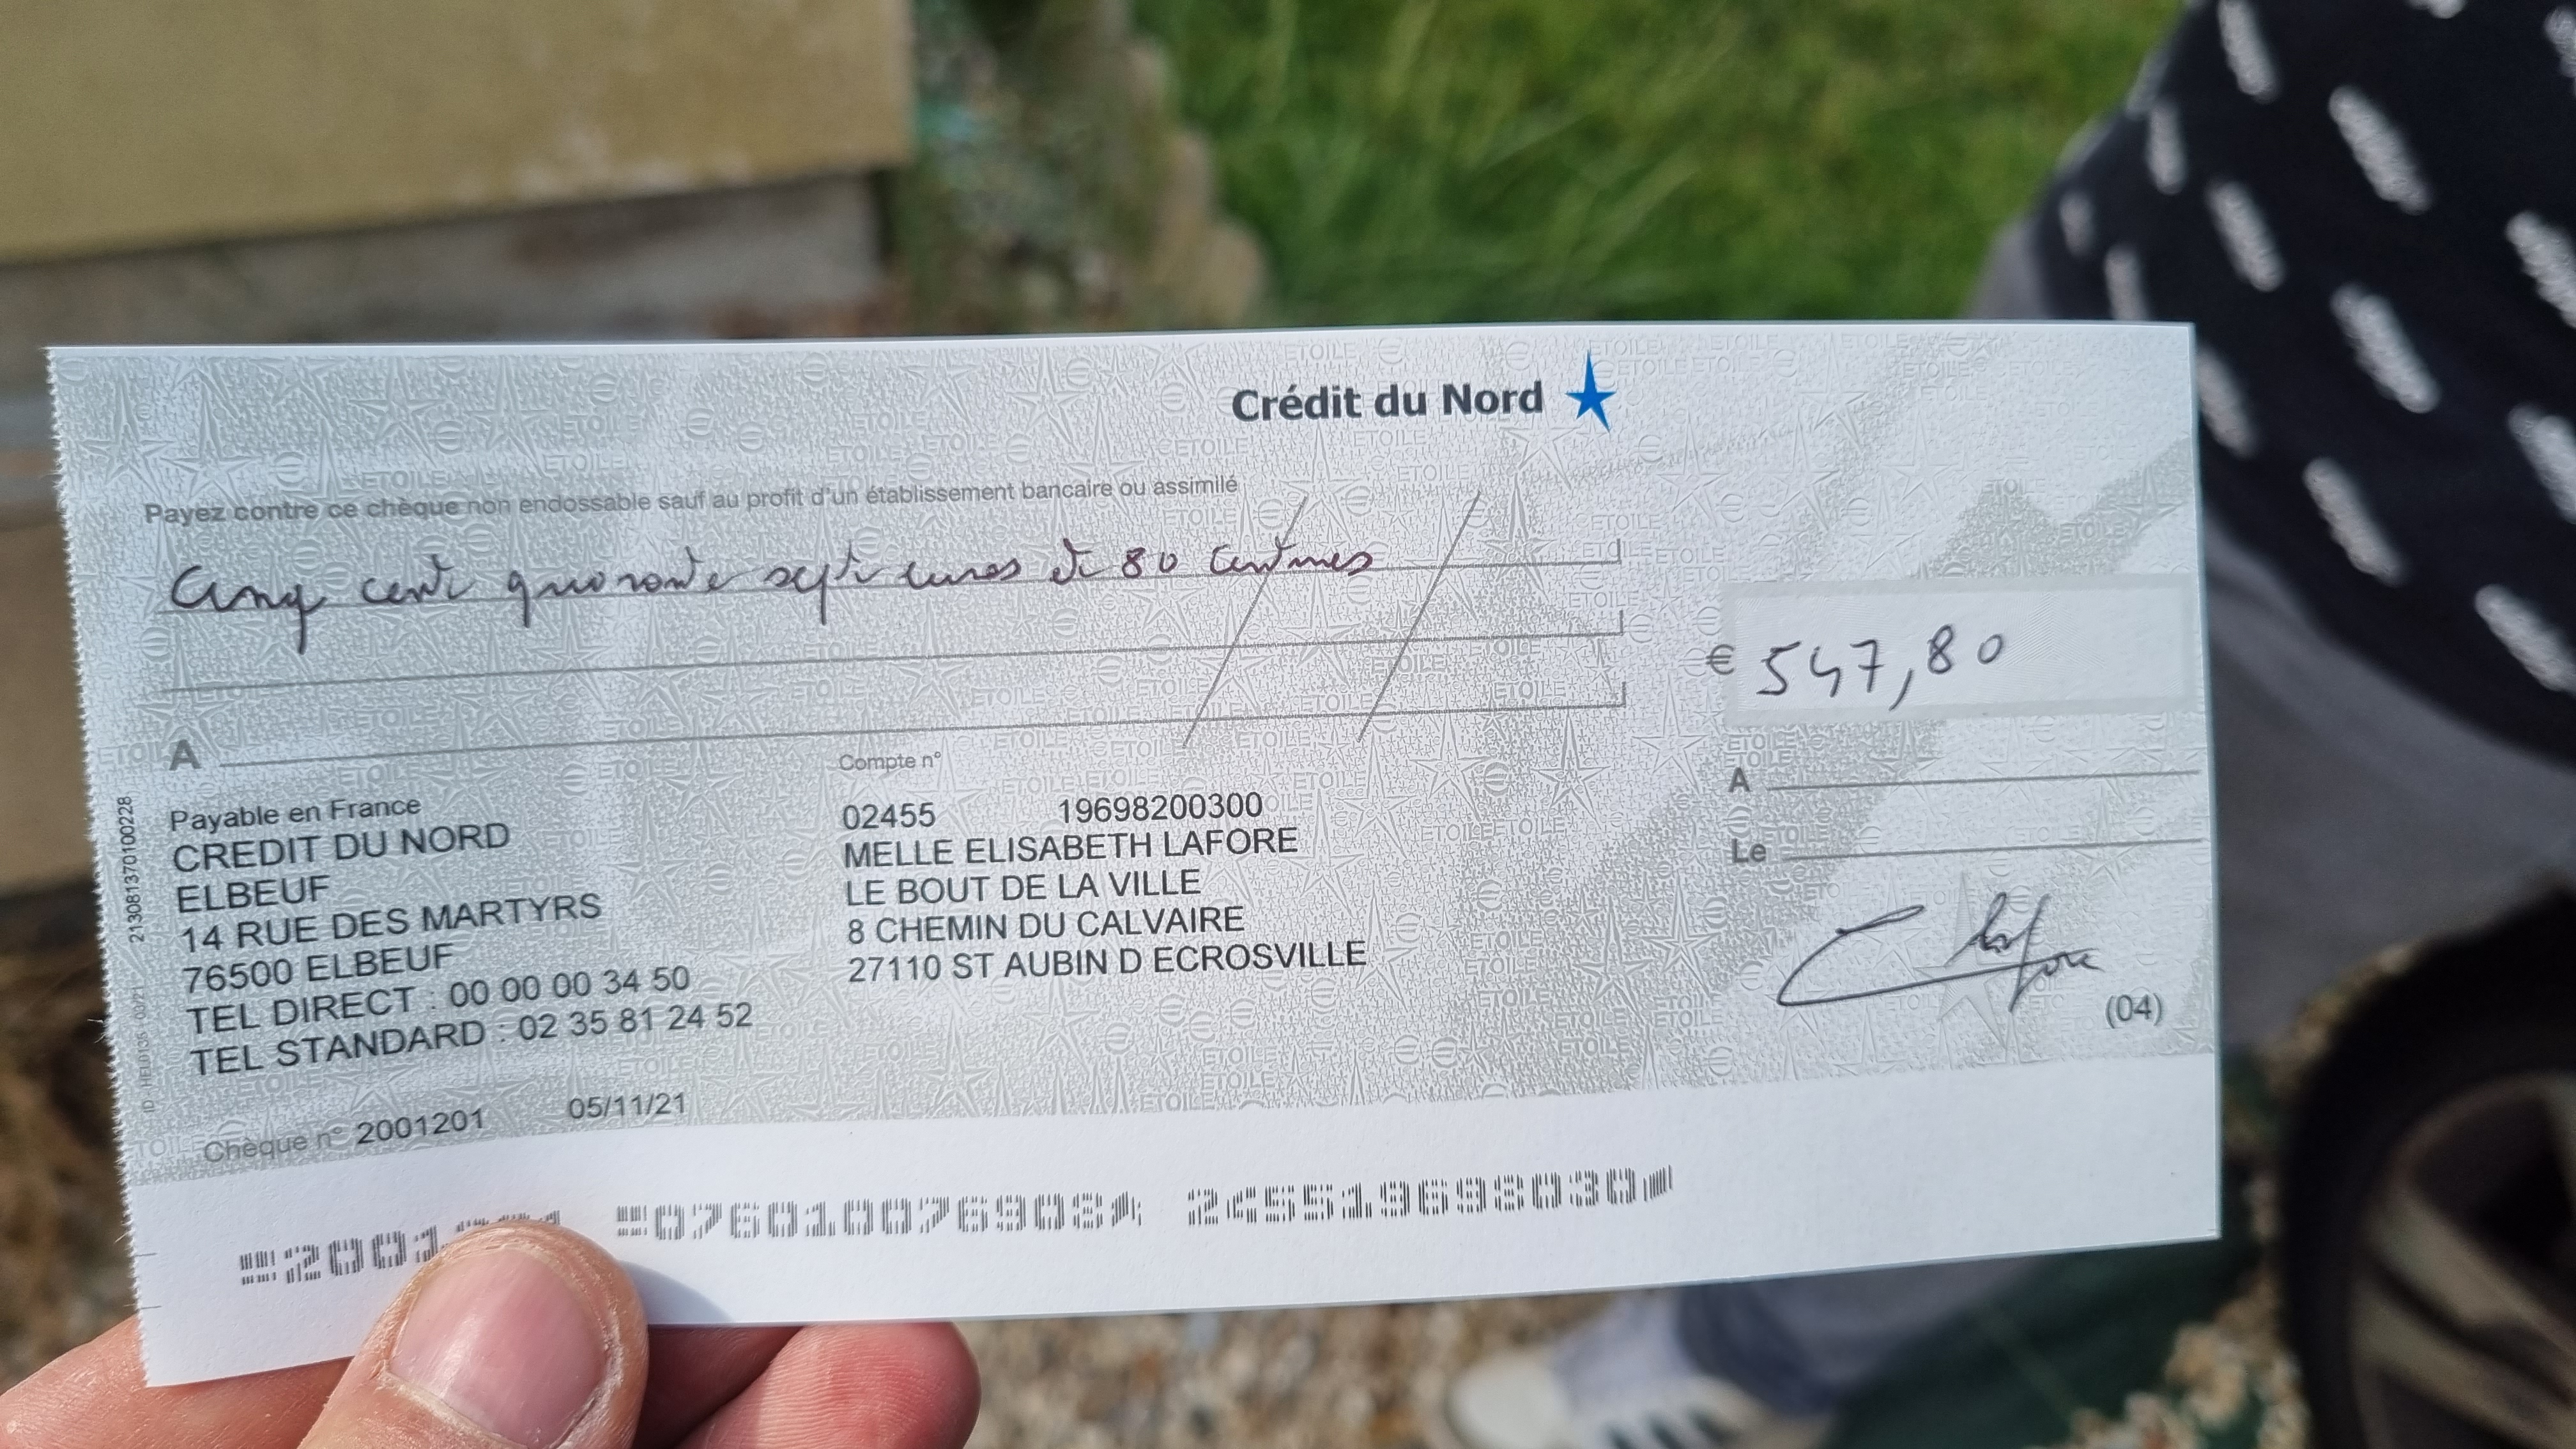 Crédit du Nord
Payez contre ce chèque non endossable sauf au profit d'un établissement bancaire ou assimilé
Cinq cent quarante sept euros et 80 centimes
€ 547,80
A
Payable en France
CREDIT DU NORD
ELBEUF
14 RUE DES MARTYRS
76500 ELBEUF
TEL DIRECT : 00 00 00 34 50
TEL STANDARD : 02 35 81 24 52
Compte n°
02455 19698200300
MELLE ELISABETH LAFORE
LE BOUT DE LA VILLE
8 CHEMIN DU CALVAIRE
27110 ST AUBIN D ECROSVILLE
A
Le
Lafore
(04)
213081370100228
Chèque n° 2001201 05/11/21
076010076908 245519698030